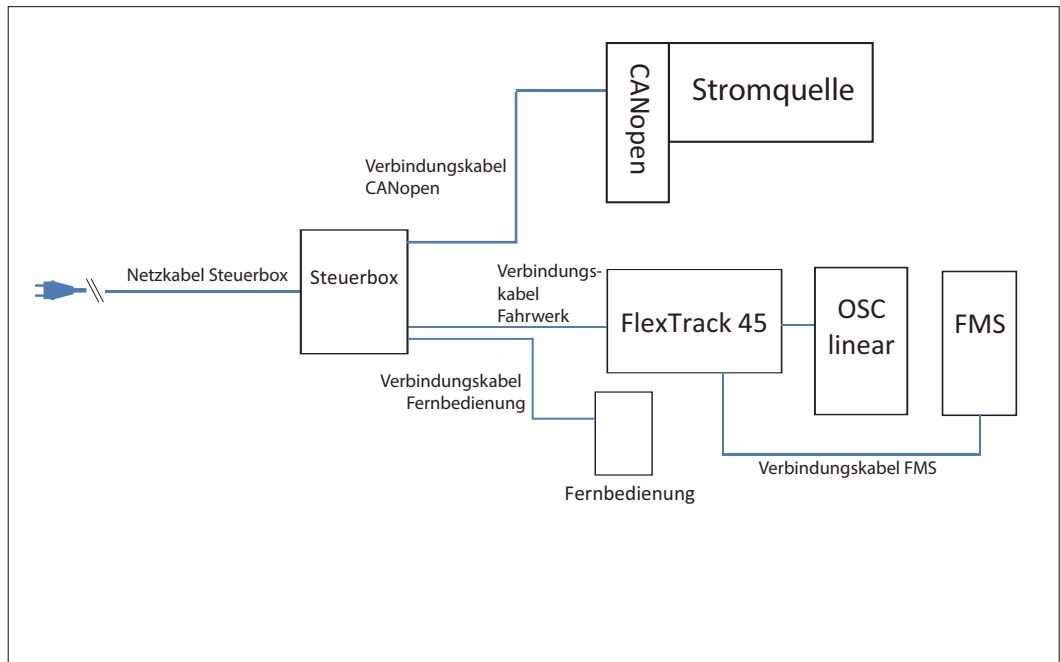 CANopen
Stromquelle
Verbindungskabel
CANopen
Netzkabel Steuerbox
Steuerbox
Verbindungs-
kabel
Fahrwerk
FlexTrack 45
OSC
linear
FMS
Verbindungskabel
Fernbedienung
Verbindungskabel FMS
Fernbedienung